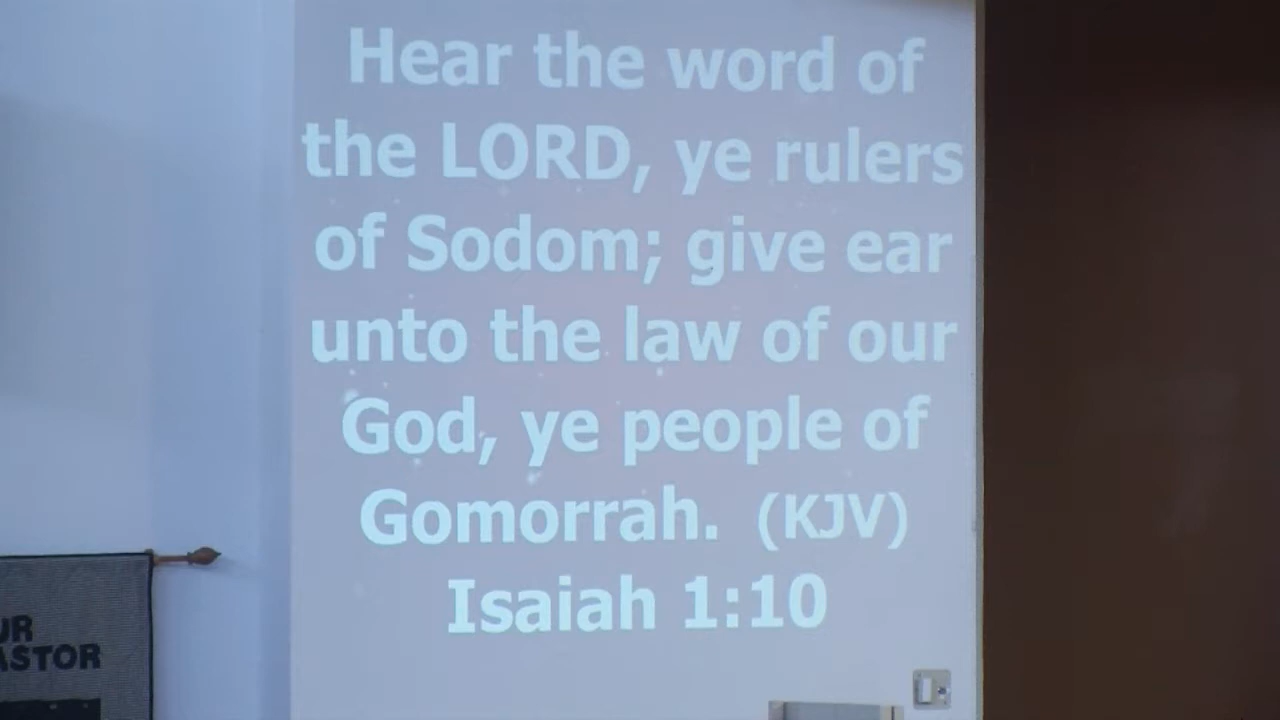 Hear the word of
the LORD, ye rulers
of Sodom; give ear
unto the law of our
God, ye people of
Gomorrah. (KJV)
Isaiah 1:10
UR
ASTOR